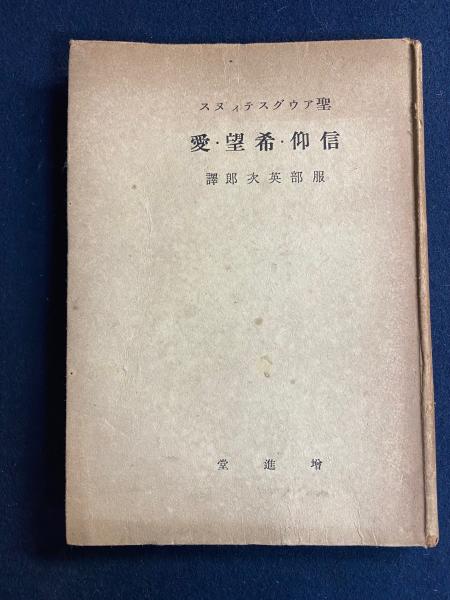 聖アウグスティヌス
信仰・希望・愛
服部英次郎譯
增進堂